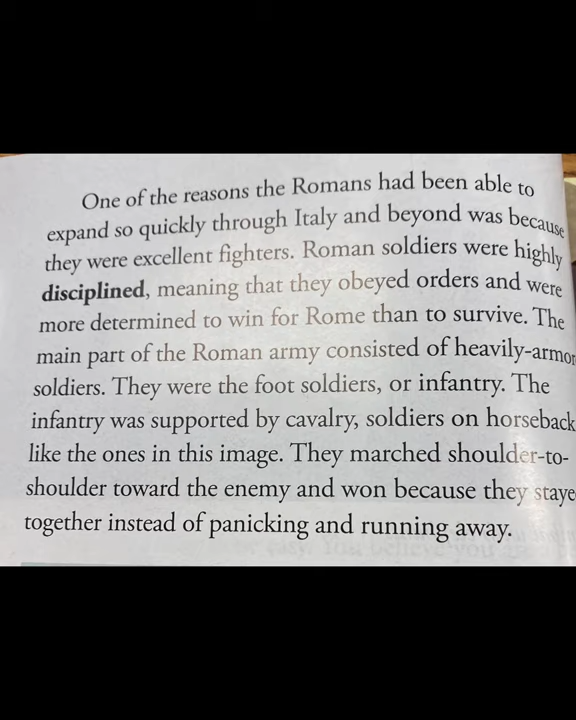 One of the reasons the Romans had been able to
expand so quickly through Italy and beyond was because
they were excellent fighters. Roman soldiers were highly
disciplined, meaning that they obeyed orders and were
more determined to win for Rome than to survive. The
main part of the Roman army consisted of heavily-armor
soldiers. They were the foot soldiers, or infantry. The
infantry was supported by cavalry, soldiers on horseback
like the ones in this image. They marched shoulder-to-
shoulder toward the enemy and won because they staye
together instead of panicking and running away.